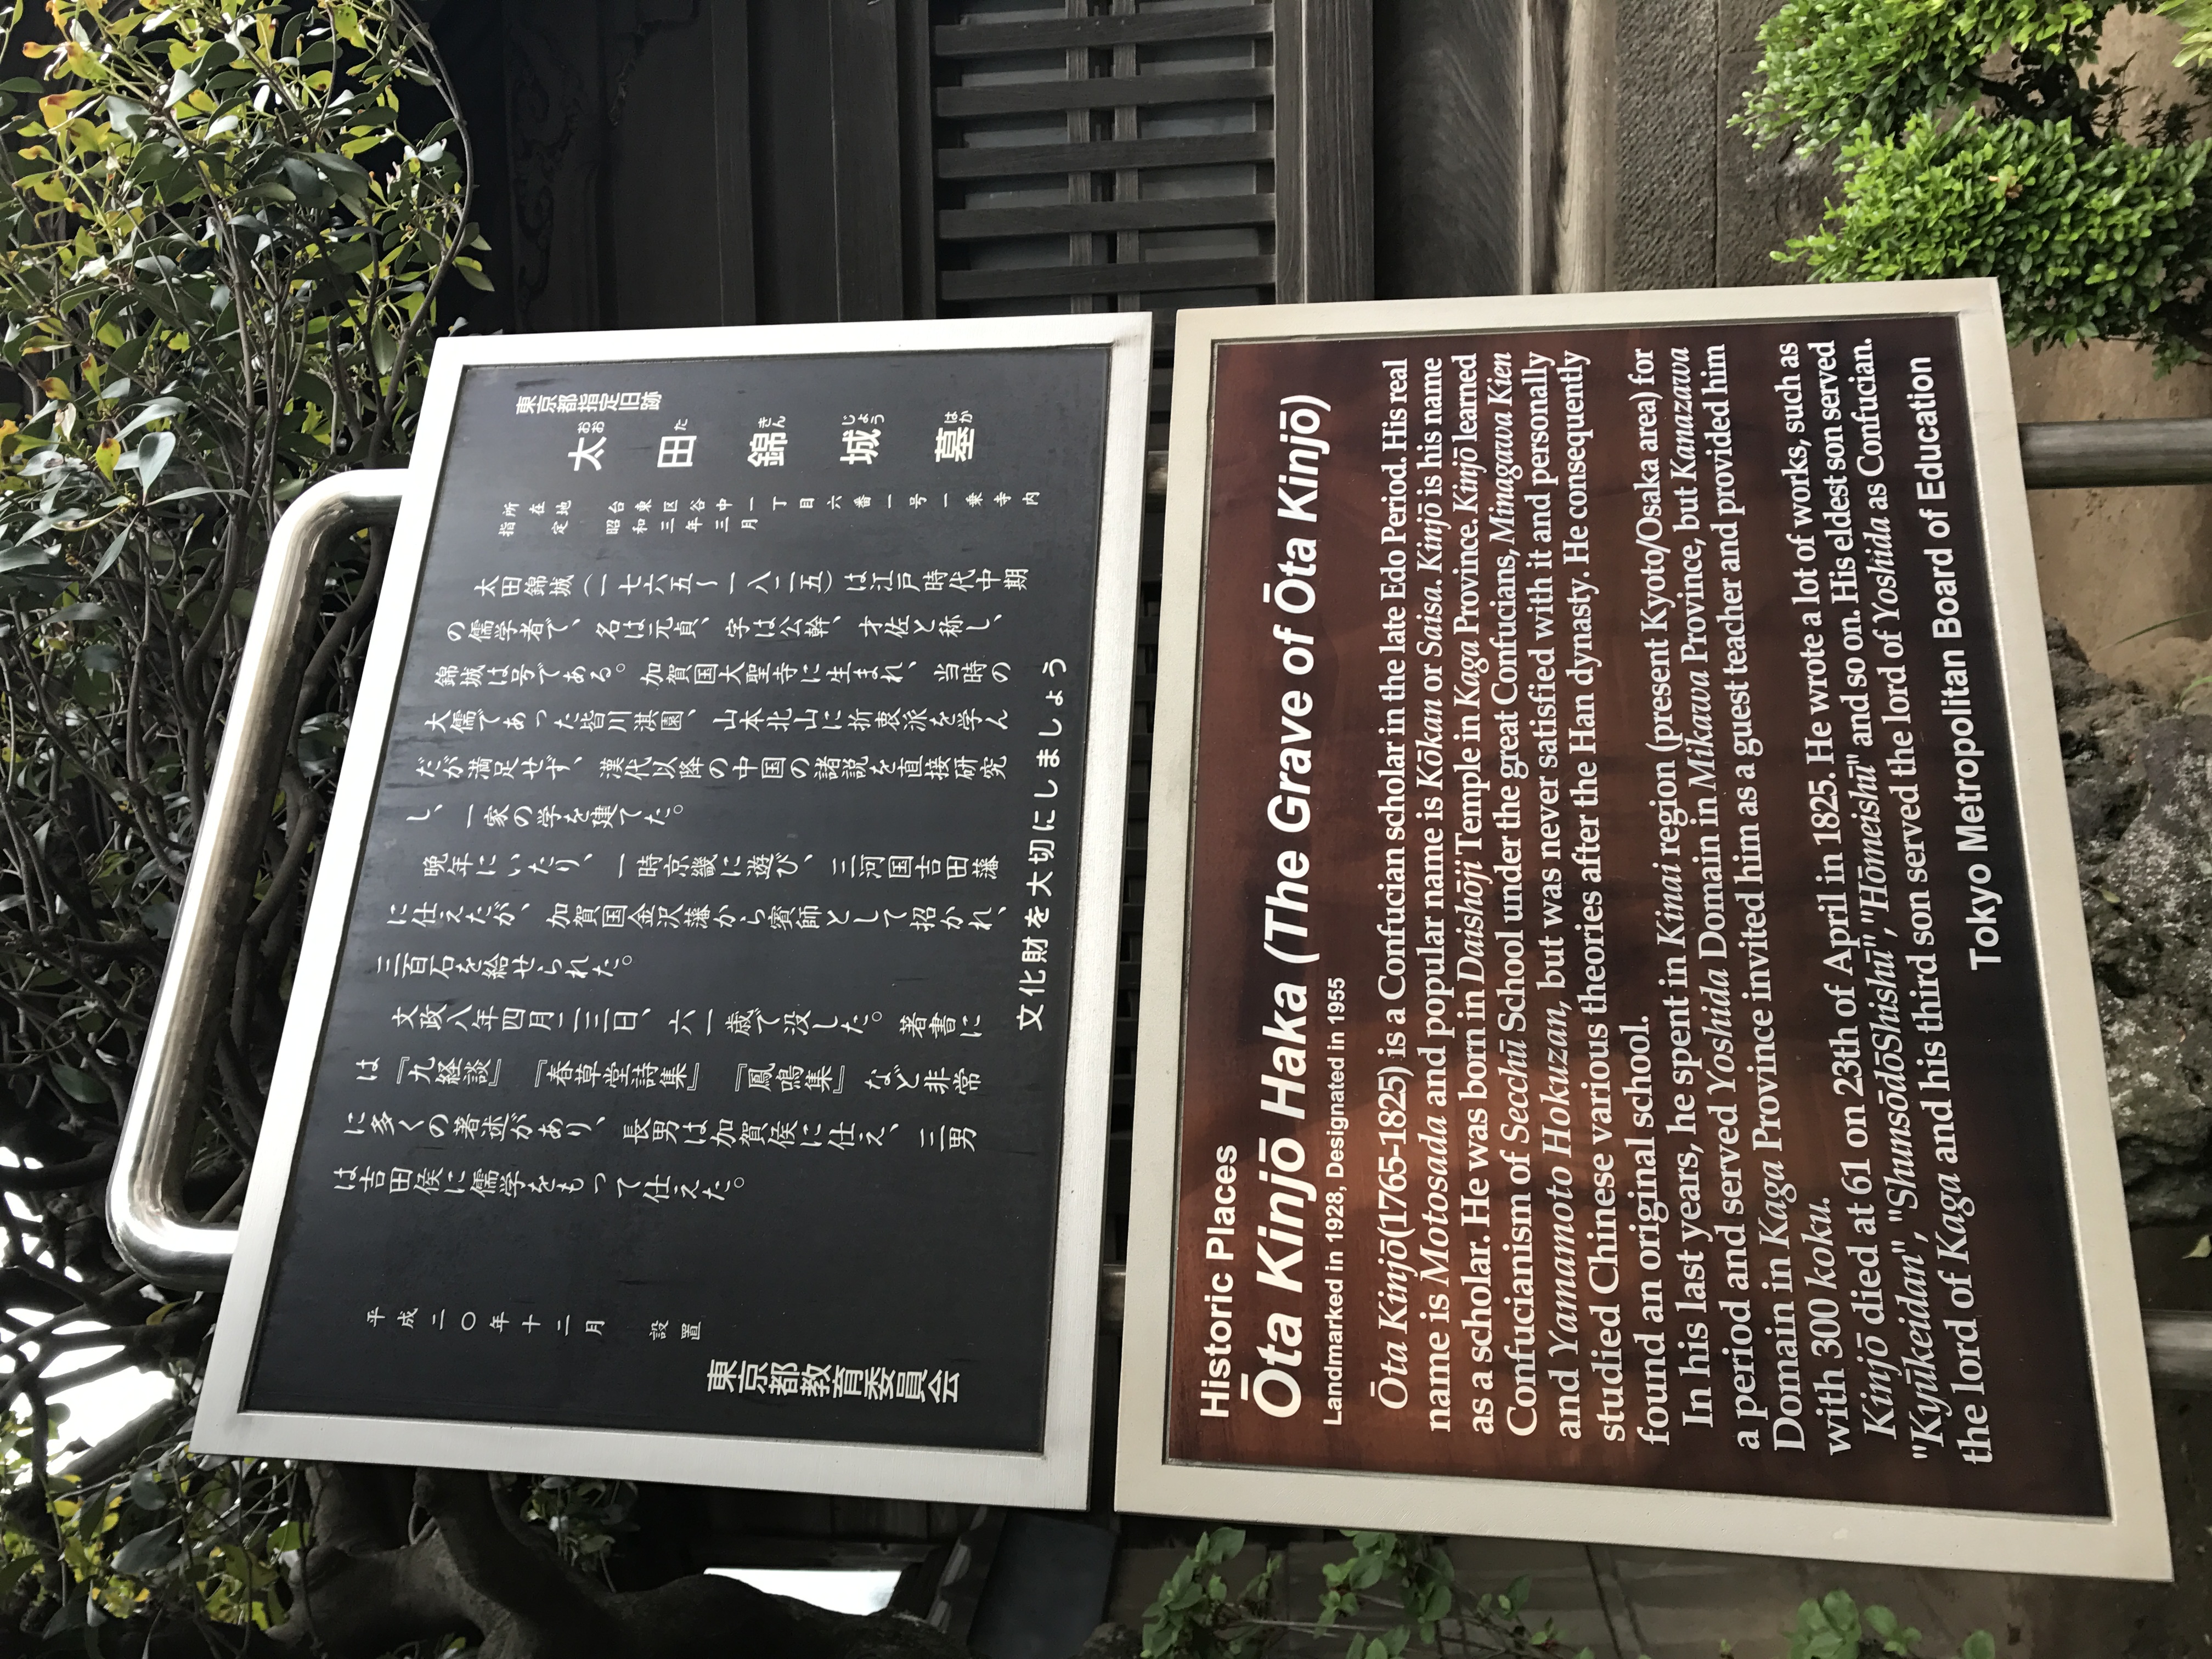 東京都指定旧跡
太田錦城墓
おおたきんじょうはか
所在地 台東区谷中一丁目六番一号一乗寺内
指定 昭和三年三月
太田錦城(一七六五〜一八二五)は江戸時代中期
の儒学者で、名は元貞、字は公幹、才佐と称し、
錦城は号である。加賀国大聖寺に生まれ、当時の
大儒であった皆川淇園、山本北山に折衷派を学ん
だが満足せず、漢代以降の中国の諸説を直接研究
し、一家の学を建てた。
晩年にいたり、一時京畿に遊び、三河国吉田藩
に仕えたが、加賀国金沢藩から賓師として招かれ、
三百石を給せられた。
文政八年四月二三日、六一歳で没した。著書に
は『九経談』『春草堂詩集』『鳳鳴集』など非常
に多くの著述があり、長男は加賀侯に仕え、三男
は吉田侯に儒学をもって仕えた。
平成二〇年十二月 設置
東京都教育委員会
文化財を大切にしましょう
Historic Places
Ōta Kinjō Haka (The Grave of Ōta Kinjō)
Landmarked in 1928, Designated in 1955
Ōta Kinjō(1765-1825) is a Confucian scholar in the late Edo Period. His real
name is Motosada and popular name is Kōkan or Saisa. Kinjō is his name
as a scholar. He was born in Daishōji Temple in Kaga Province. Kinjō learned
Confucianism of Secchū School under the great Confucians, Minagawa Kien
and Yamamoto Hokuzan, but was never satisfied with it and personally
studied Chinese various theories after the Han dynasty. He consequently
found an original school.
In his last years, he spent in Kinai region (present Kyoto/Osaka area) for
a period and served Yoshida Domain in Mikawa Province, but Kanazawa
Domain in Kaga Province invited him as a guest teacher and provided him
with 300 koku.
Kinjō died at 61 on 23th of April in 1825. He wrote a lot of works, such as
"Kyūkeidan", "ShunsōdōShishū", "Hōmeishū" and so on. His eldest son served
the lord of Kaga and his third son served the lord of Yoshida as Confucian.
Tokyo Metropolitan Board of Education